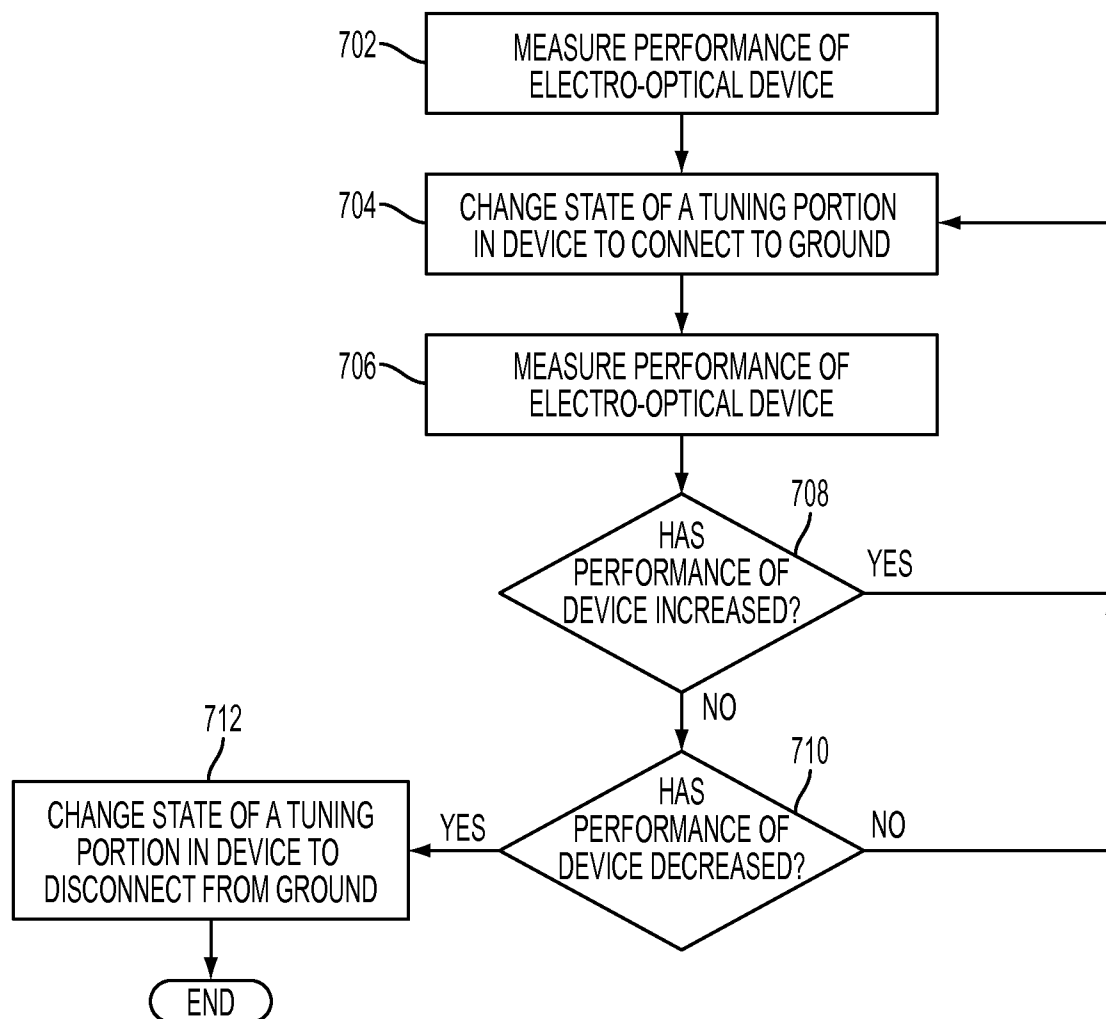 702
MEASURE PERFORMANCE OF
ELECTRO-OPTICAL DEVICE
704
CHANGE STATE OF A TUNING PORTION
IN DEVICE TO CONNECT TO GROUND
706
MEASURE PERFORMANCE OF
ELECTRO-OPTICAL DEVICE
708
HAS
PERFORMANCE OF
DEVICE INCREASED?
YES
NO
710
HAS
PERFORMANCE OF
DEVICE DECREASED?
NO
YES
712
CHANGE STATE OF A TUNING
PORTION IN DEVICE TO
DISCONNECT FROM GROUND
END